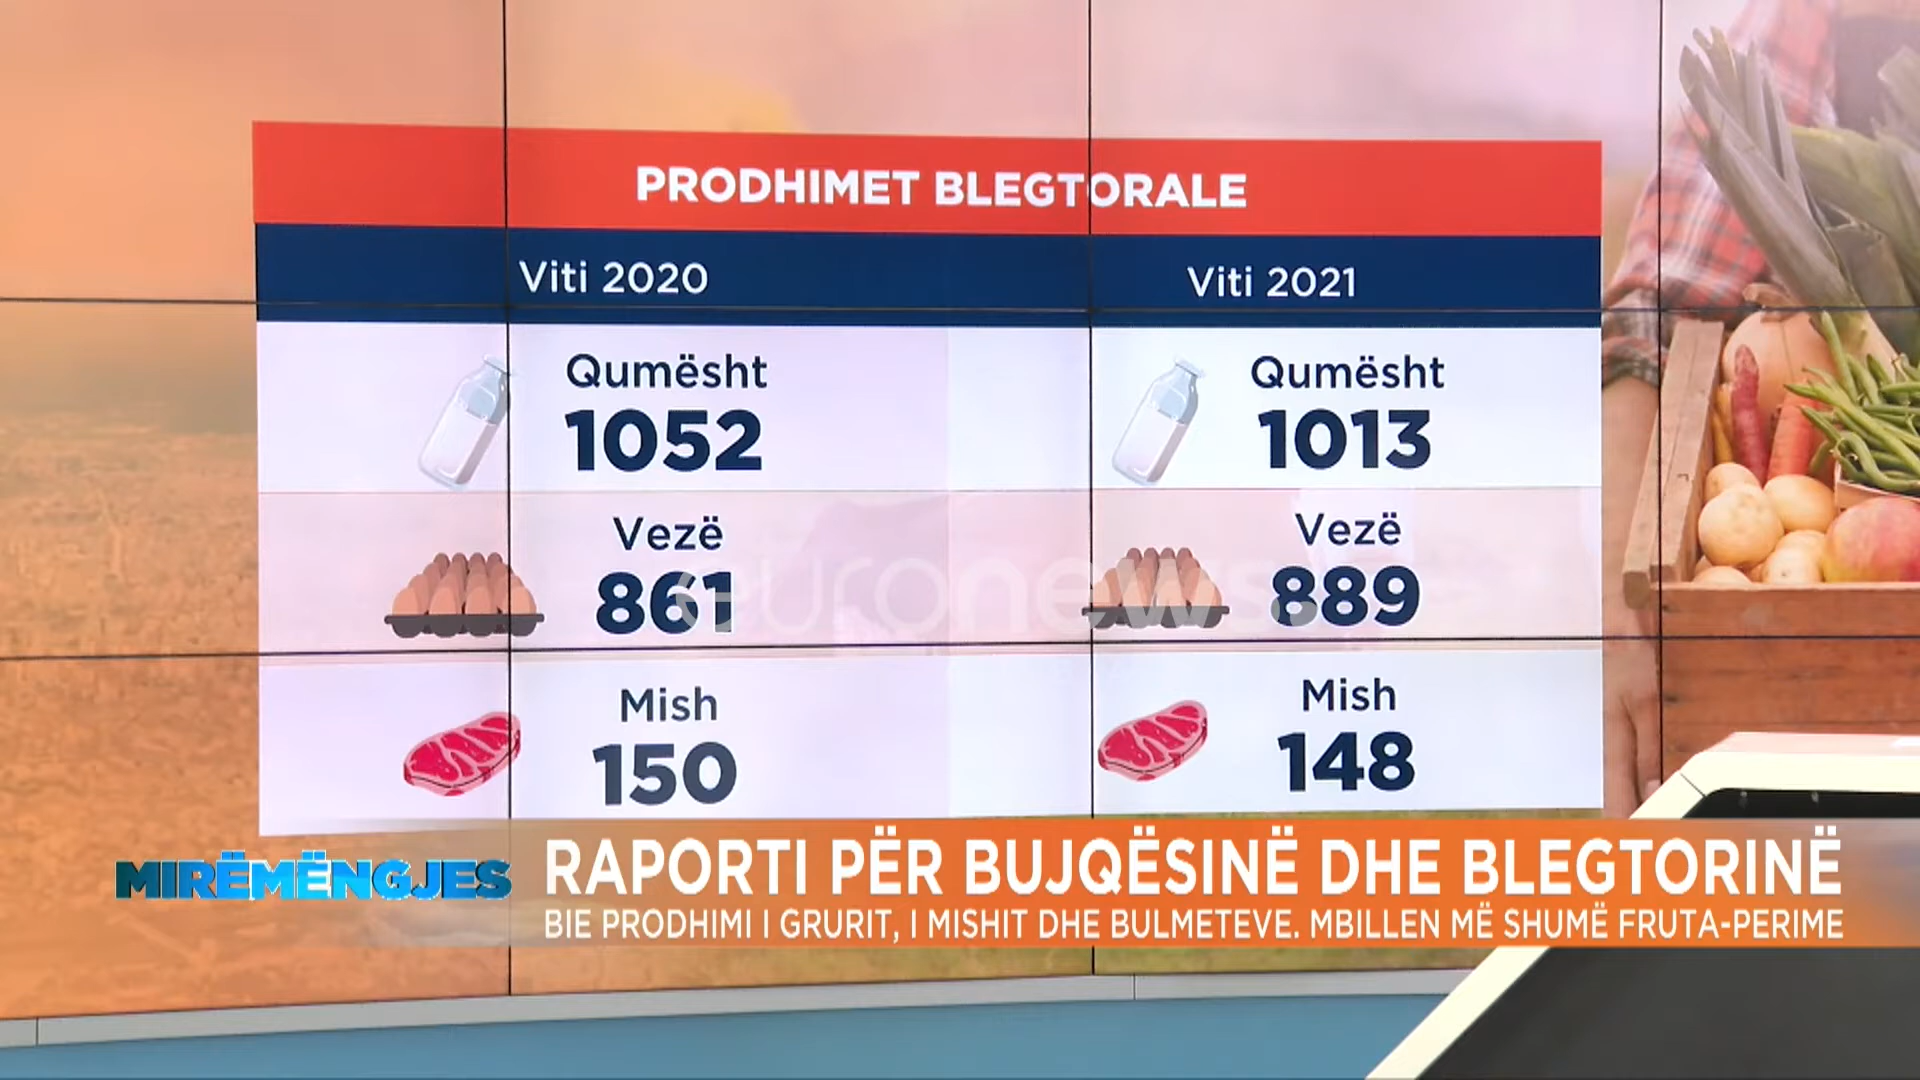 PRODHIMET BLEGTORALE
Viti 2020
Viti 2021
Qumësht
1052
Qumësht
1013
Vezë
861
Vezë
889
euronews.
Mish
150
Mish
148
MIRËMËNGJES
RAPORTI PËR BUJQËSINË DHE BLEGTORINË
BIE PRODHIMI I GRURIT, I MISHIT DHE BULMETEVE. MBILLEN MË SHUMË FRUTA-PERIME